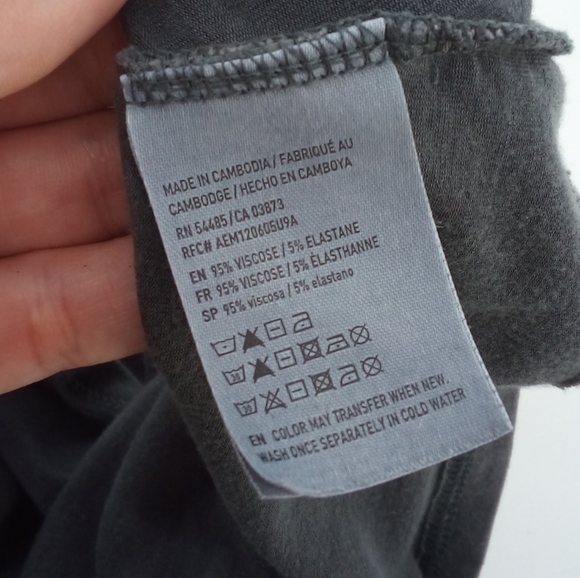 MADE IN CAMBODIA / FABRIQUÉ AU
CAMBODGE / HECHO EN CAMBOYA
RN 54485 / CA 03873
RFC# AEM120605U9A
EN 95% VISCOSE / 5% ELASTANE
FR 95% VISCOSE / 5% ÉLASTHANNE
SP 95% viscosa / 5% elastano
EN COLOR MAY TRANSFER WHEN NEW.
WASH ONCE SEPARATELY IN COLD WATER